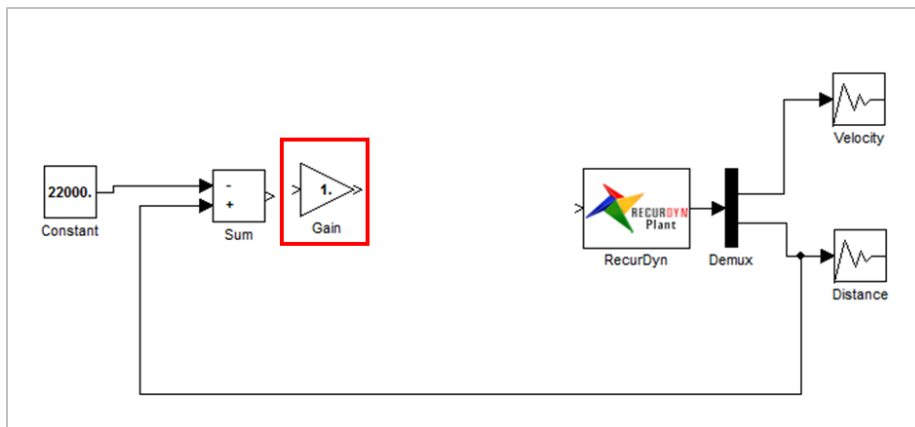 Velocity
22000.
Constant
-
+
Sum
1.
Gain
RECURDYN
Plant
RecurDyn
Demux
Distance